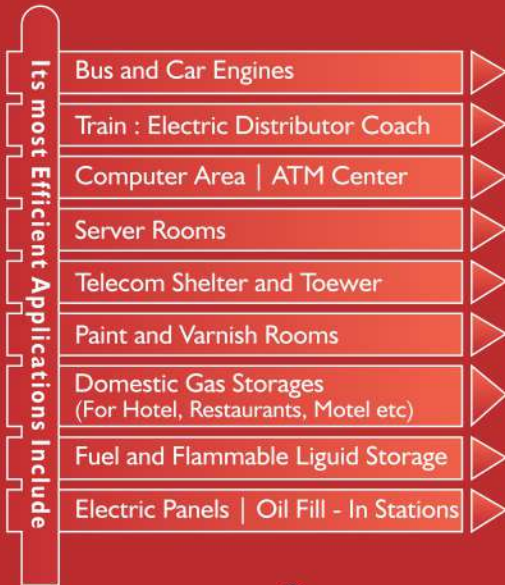 Its most Efficient Applications Include
Bus and Car Engines
Train : Electric Distributor Coach
Computer Area | ATM Center
Server Rooms
Telecom Shelter and Toewer
Paint and Varnish Rooms
Domestic Gas Storages
(For Hotel, Restaurants, Motel etc)
Fuel and Flammable Liguid Storage
Electric Panels | Oil Fill - In Stations